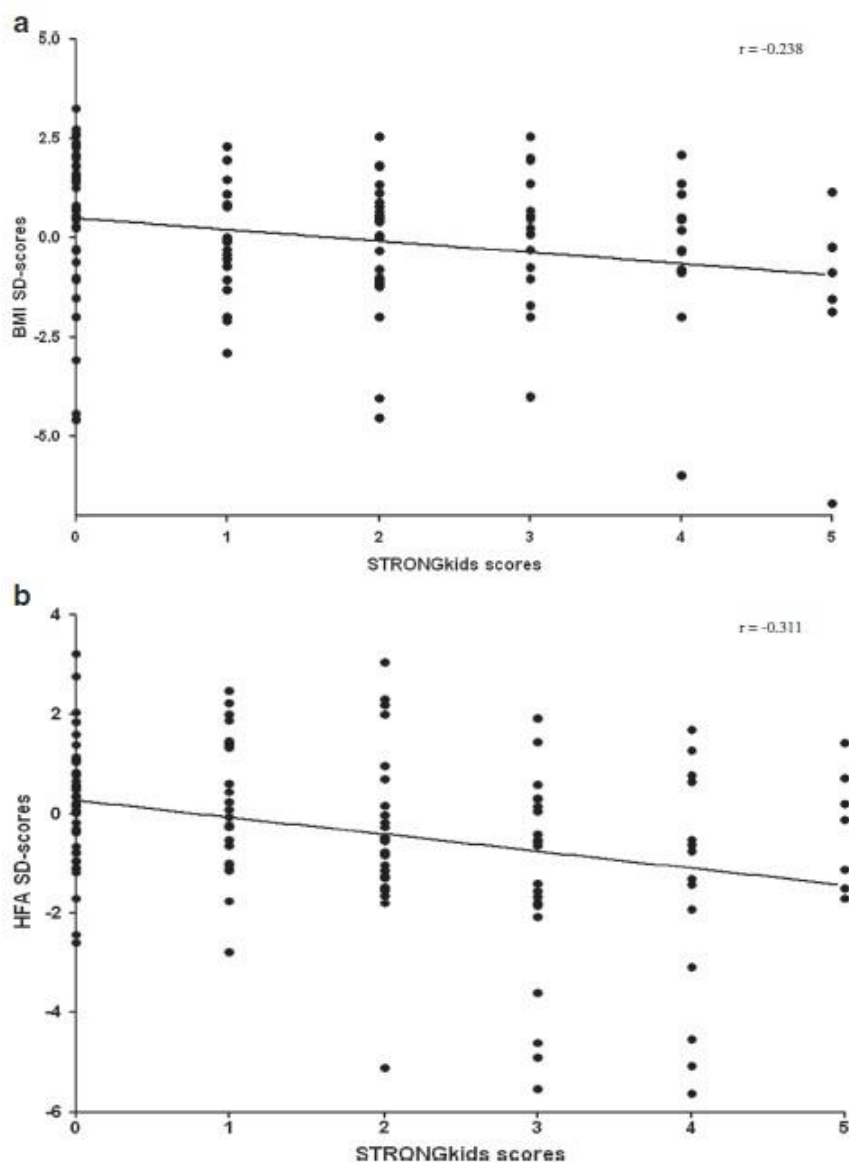 a
r = -0.238
5.0
2.5
0.0
-2.5
-5.0
BMI SD-scores
0 1 2 3 4 5
STRONGkids scores
b
r = -0.311
4
2
0
-2
-4
-6
HFA SD-scores
0 1 2 3 4 5
STRONGkids scores